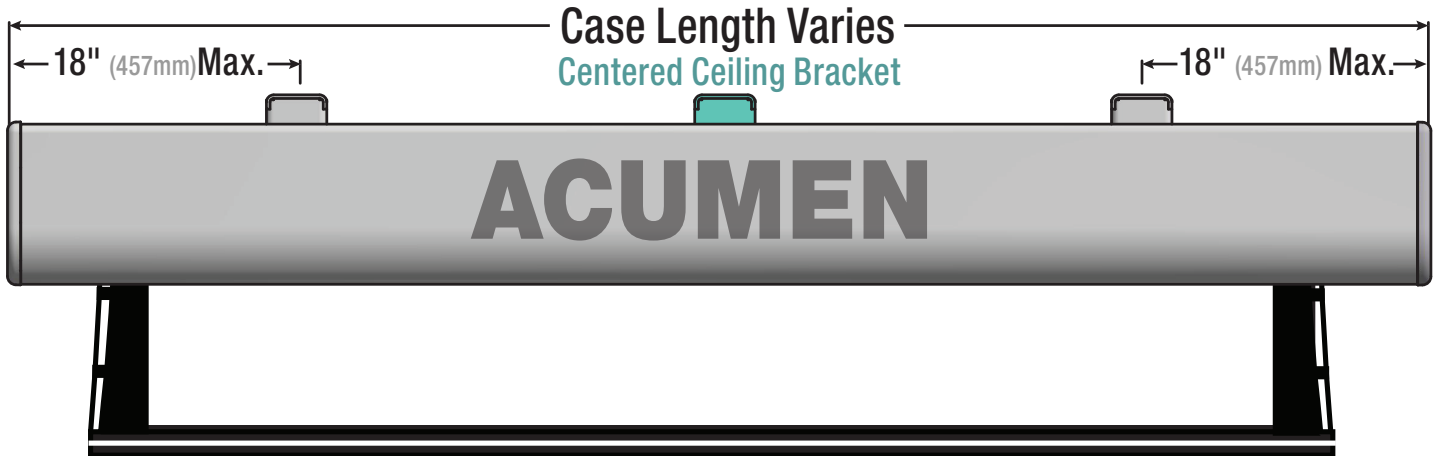 Case Length Varies
18" (457mm)Max.
Centered Ceiling Bracket
18" (457mm) Max.
ACUMEN